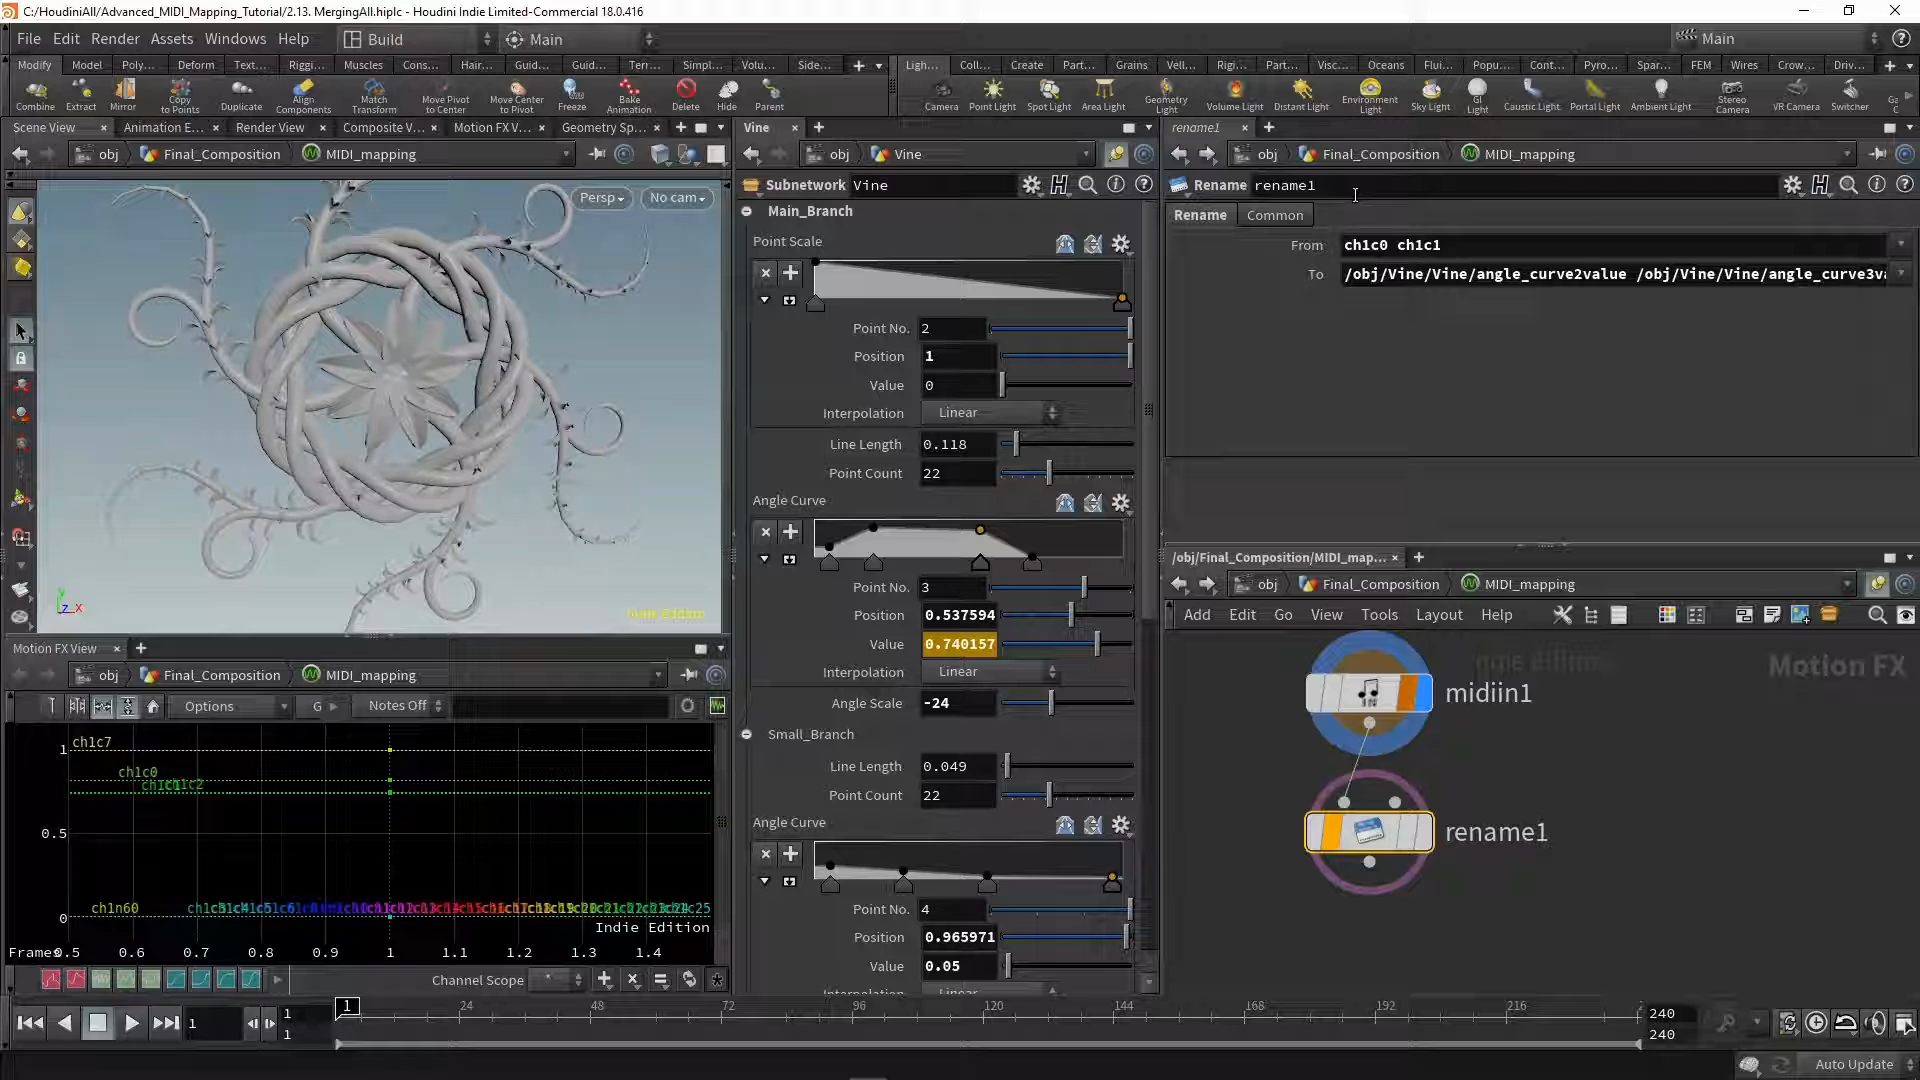 C:/HoudiniAll/Advanced_MIDI_Mapping_Tutorial/2.13. MergingAll.hiplc - Houdini Indie Limited-Commercial 18.0.416
File Edit Render Assets Windows Help Build Main Main
Modify Model Poly... Deform Text... Riggi... Muscles Cons... Hair... Guid... Guid... Terr... Simpl... Volu... Side...
Ligh... Coll... Create Part... Grains Vell... Rigi... Part... Visc... Oceans Flui... Popu... Cont... Pyro... Spar... FEM Wires Crow... Driv...
Combine Extract Mirror Copy to Points Duplicate Align Components Match Transform Move Pivot to Pivot Move Center to Pivot Freeze Bake Animation Delete Hide Parent
Camera Point Light Spot Light Area Light Geometry Light Volume Light Distant Light Environment Light Sky Light GI Light Caustic Light Portal Light Ambient Light Stereo Camera VR Camera Switcher
Scene View Animation E... Render View Composite V... Motion FX V... Geometry Sp...
obj Final_Composition MIDI_mapping
Persp No cam
Indie Edition
Z X
Vine
obj Vine
Subnetwork Vine
Main_Branch
Point Scale
Point No. 2
Position 1
Value 0
Interpolation Linear
Line Length 0.118
Point Count 22
Angle Curve
Point No. 3
Position 0.537594
Value 0.740157
Interpolation Linear
Angle Scale -24
Small_Branch
Line Length 0.049
Point Count 22
Angle Curve
Point No. 4
Position 0.965971
Value 0.05
Interpolation Linear
rename1
obj Final_Composition MIDI_mapping
Rename rename1
Rename Common
From ch1c0 ch1c1
To /obj/Vine/Vine/angle_curve2value /obj/Vine/Vine/angle_curve3va
/obj/Final_Composition/MIDI_map...
obj Final_Composition MIDI_mapping
Add Edit Go View Tools Layout Help
Indie Edition
Motion FX
midiin1
rename1
Motion FX View
obj Final_Composition MIDI_mapping
Options G Notes Off
1 ch1c7
ch1c0
0.5
0 ch1n60
Indie Edition
Frames 0.5 0.6 0.7 0.8 0.9 1 1.1 1.2 1.3 1.4
Channel Scope *
1 24 48 72 96 120 144 168 192 216
1 1 1 240 240
Auto Update